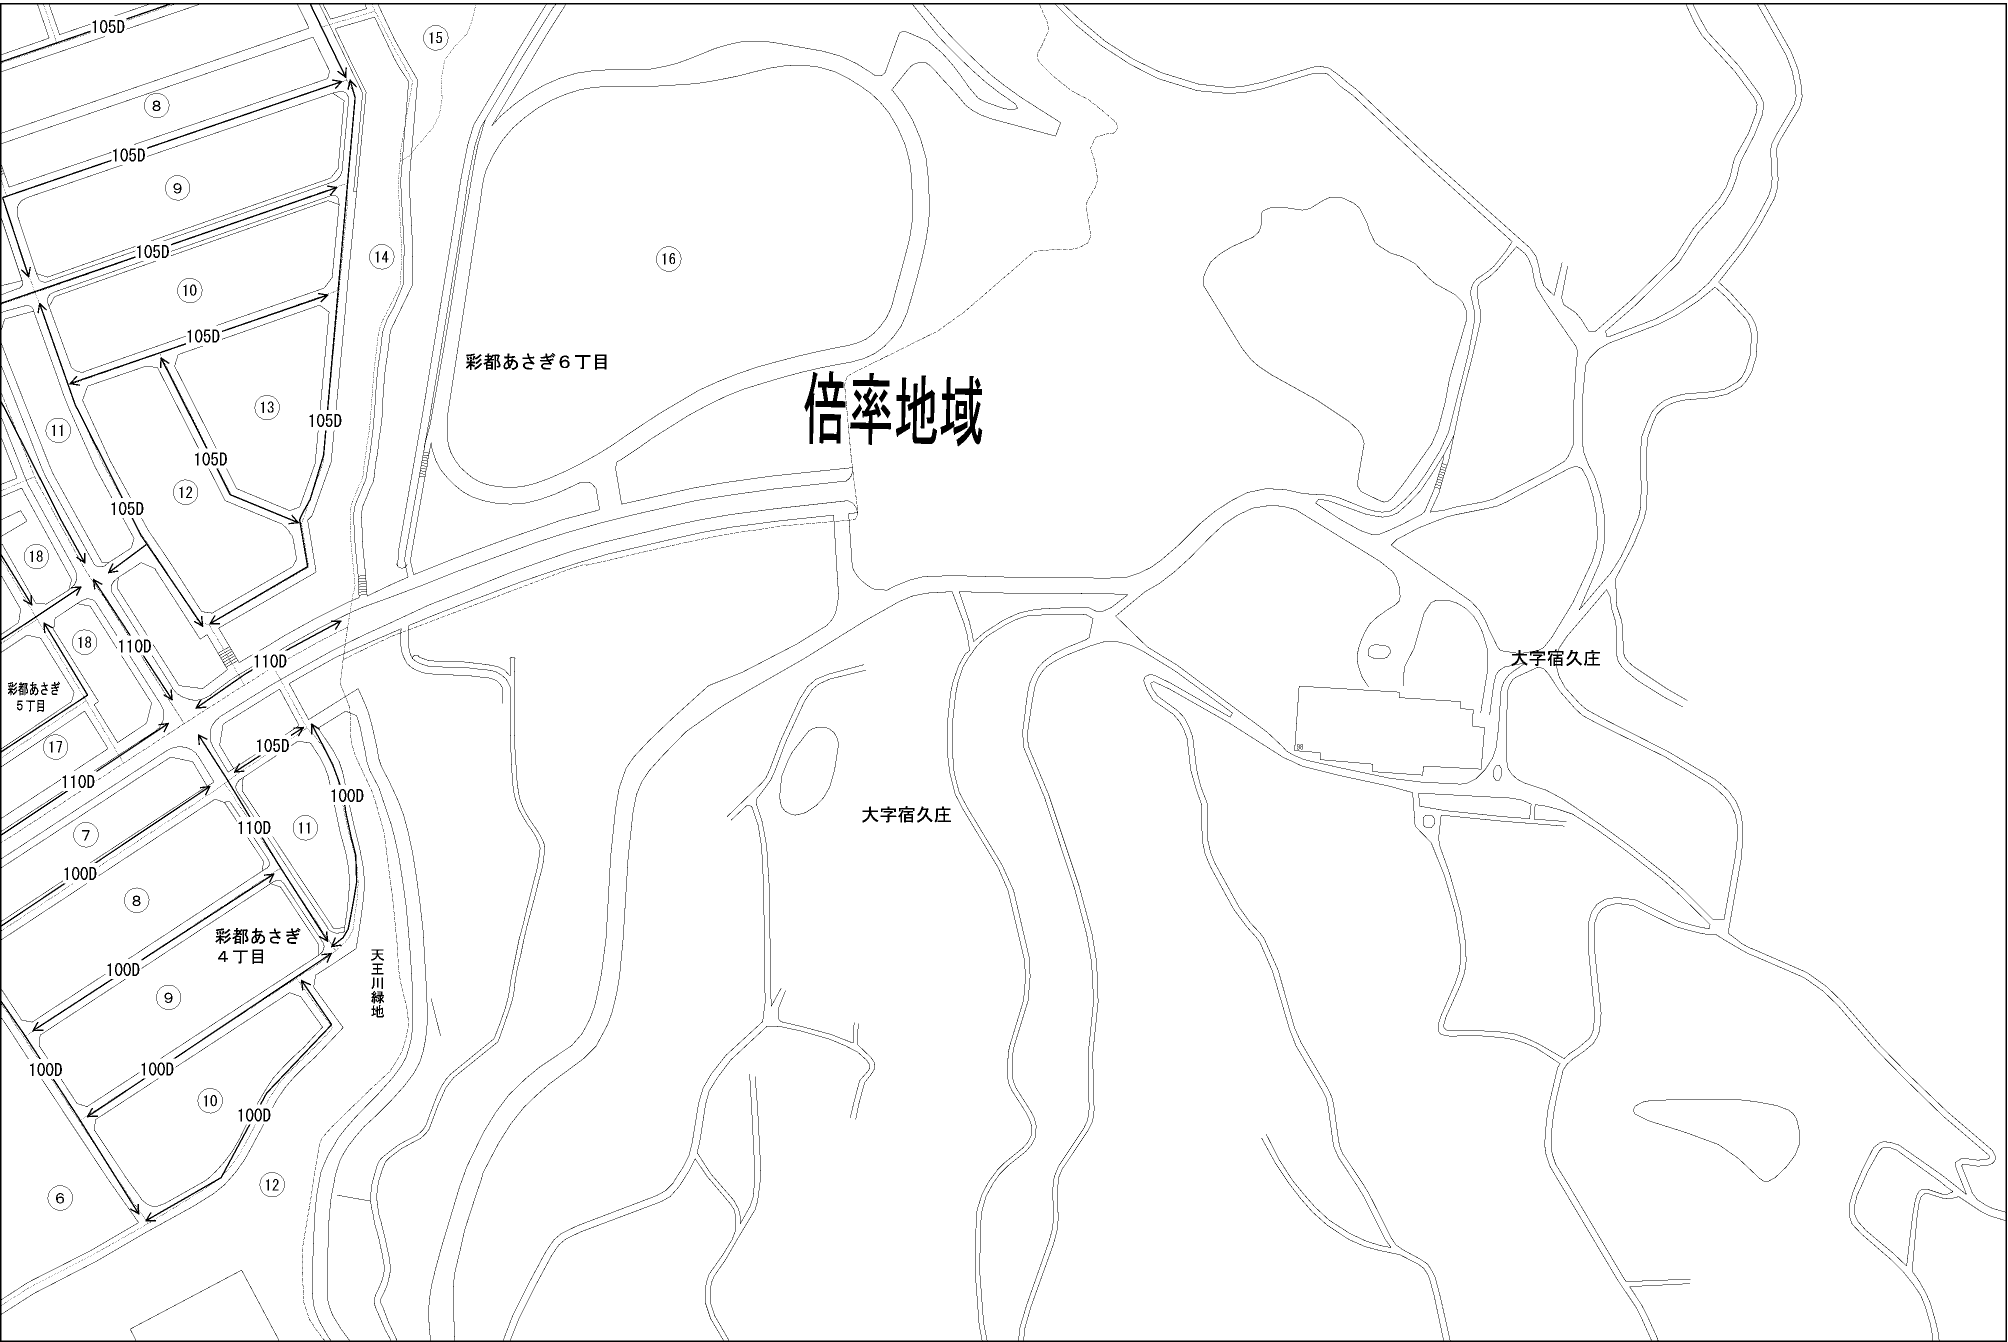 105D
⑮
⑧
105D
⑨
105D
⑭
⑯
⑩
105D
彩都あさぎ６丁目
倍率地域
⑬
105D
⑪
105D
⑫
105D
⑱
⑱
110D
110D
大字宿久庄
彩都あさぎ
５丁目
⑰
105D
110D
100D
大字宿久庄
⑦
110D
⑪
100D
⑧
彩都あさぎ
４丁目
天王川緑地
100D
⑨
100D
100D
⑩
100D
⑥
⑫